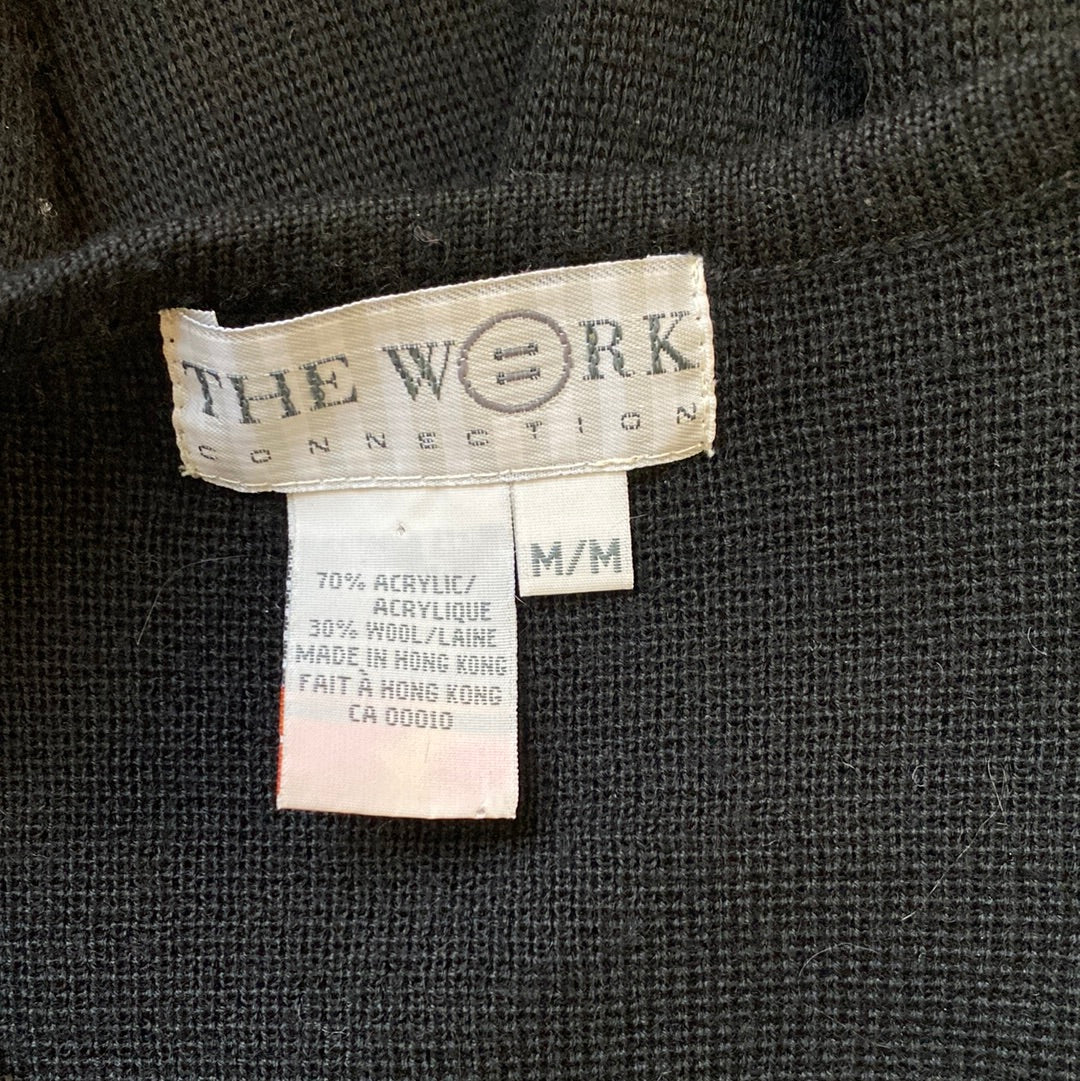 THE WORK
CONNECTION
M/M
70% ACRYLIC/
ACRYLIQUE
30% WOOL/LAINE
MADE IN HONG KONG
FAIT À HONG KONG
CA 00010